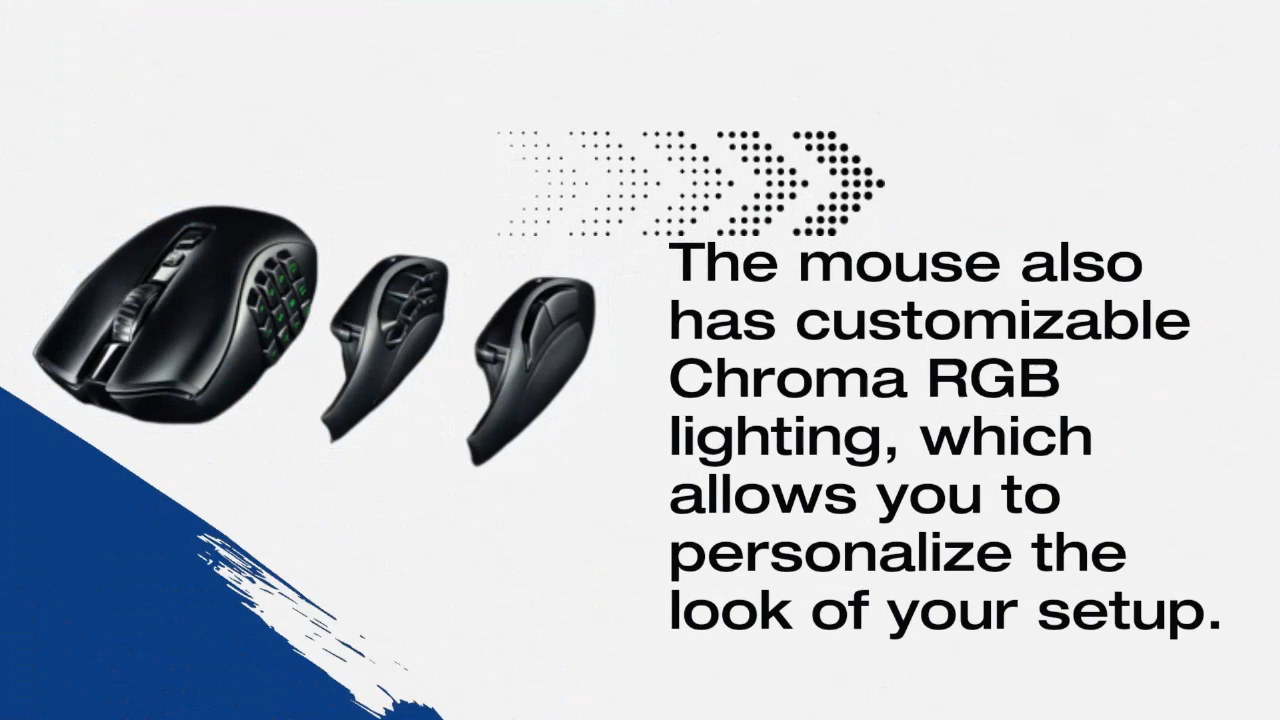 The mouse also
has customizable
Chroma RGB
lighting, which
allows you to
personalize the
look of your setup.